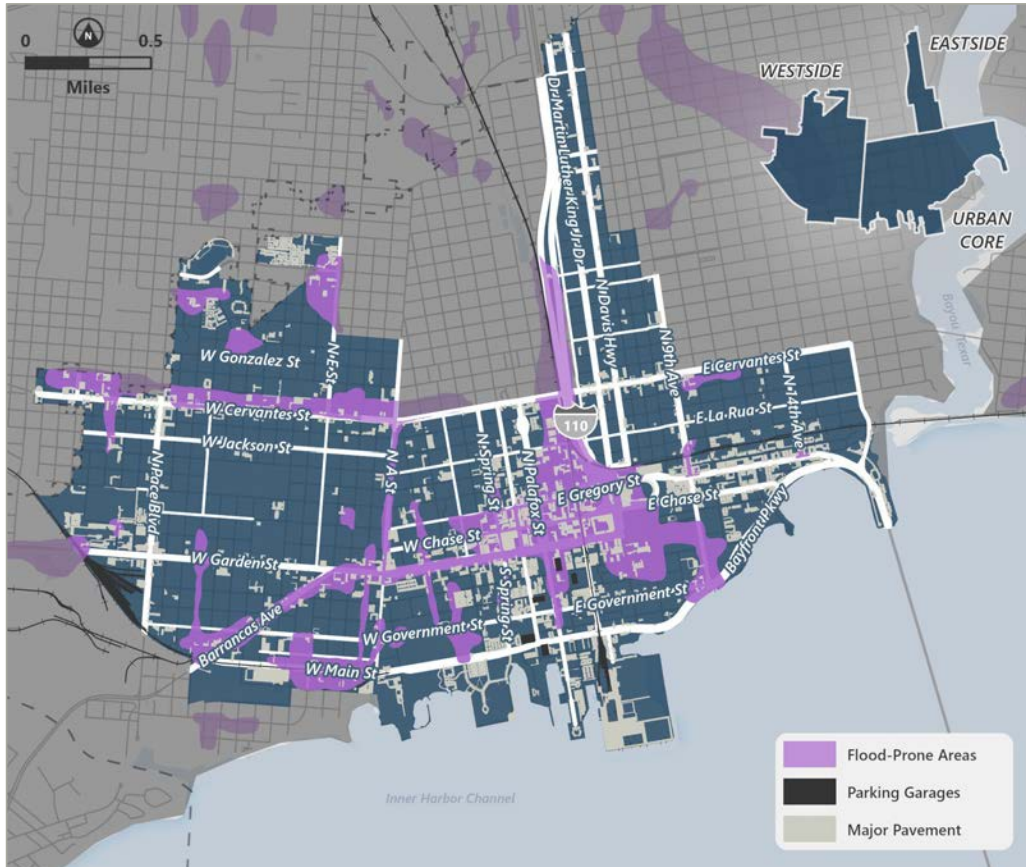 N
0 0.5
Miles
EASTSIDE
WESTSIDE
URBAN
CORE
Dr Martin Luther King Jr Dr
N Davis Hwy
N 9th Ave
Bayou Texar
E Cervantes St
N 14th Ave
E La Rua St
N E St
W Gonzalez St
W Cervantes St
W Jackson St
N Pace Blvd
N A St
N Spring St
N Palafox St
110
E Gregory St
E Chase St
Bayfront Pkwy
W Chase St
W Garden St
S Spring St
E Government St
Barrancas Ave
W Government St
W Main St
Inner Harbor Channel
Flood-Prone Areas
Parking Garages
Major Pavement